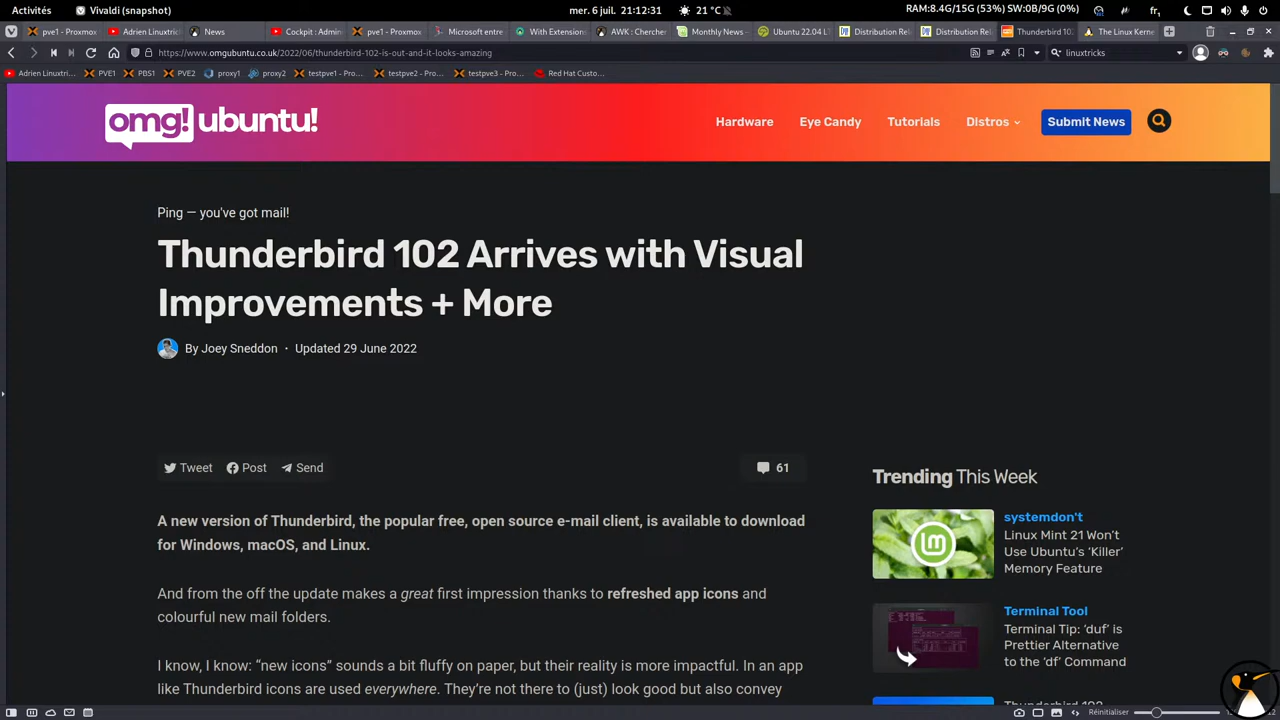 Activités
Vivaldi (snapshot)
mer. 6 juil. 21:12:31
21 °C
RAM:8.4G/15G (53%) SW:0B/9G (0%)
fr₁
pve1 - Proxmox
Adrien Linuxtric
News
Cockpit : Admin
pve1 - Proxmox
Microsoft entre
With Extension
AWK : Chercher
Monthly News -
Ubuntu 22.04 LT
Distribution Rele
Distribution Rele
Thunderbird 102
The Linux Kerne
https://www.omgubuntu.co.uk/2022/06/thunderbird-102-is-out-and-it-looks-amazing
linuxtricks
Adrien Linuxtri...
PVE1
PBS1
PVE2
proxy1
proxy2
testpve1 - Pro...
testpve2 - Pro...
testpve3 - Pro...
Red Hat Custo...
omg! ubuntu!
Hardware
Eye Candy
Tutorials
Distros
Submit News
Ping — you've got mail!
Thunderbird 102 Arrives with Visual
Improvements + More
By Joey Sneddon · Updated 29 June 2022
Tweet
Post
Send
61
Trending This Week
A new version of Thunderbird, the popular free, open source e-mail client, is available to download
for Windows, macOS, and Linux.
systemdon't
Linux Mint 21 Won't
Use Ubuntu's 'Killer'
Memory Feature
And from the off the update makes a great first impression thanks to refreshed app icons and
colourful new mail folders.
Terminal Tool
Terminal Tip: 'duf' is
Prettier Alternative
to the 'df' Command
I know, I know: “new icons” sounds a bit fluffy on paper, but their reality is more impactful. In an app
like Thunderbird icons are used everywhere. They're not there to (just) look good but also convey
Thunderbird 102
Réinitialiser